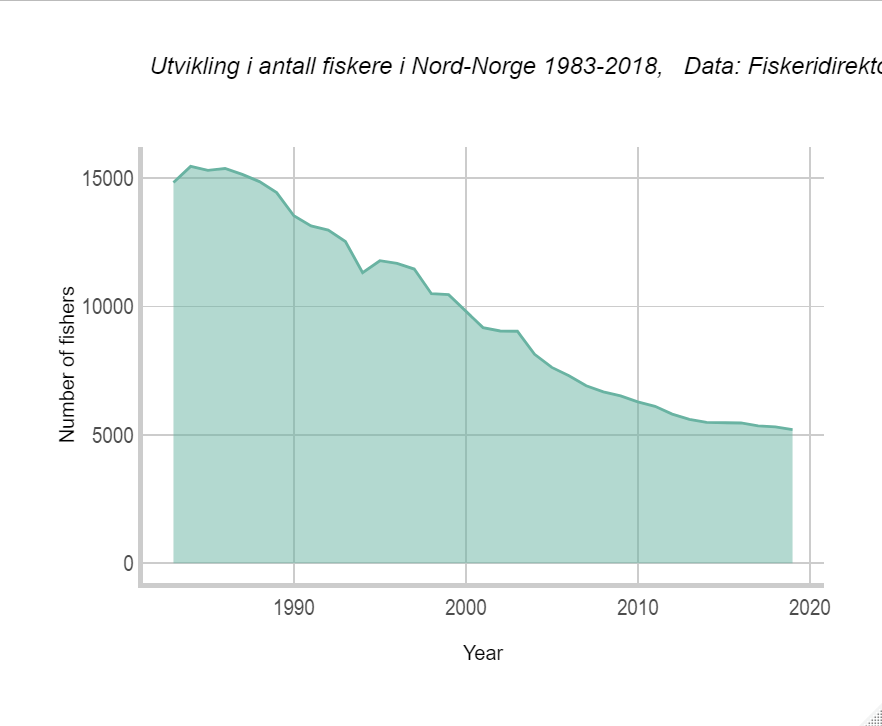 Utvikling i antall fiskere i Nord-Norge 1983-2018, Data: Fiskeridirekto
15000
10000
5000
0
Number of fishers
1990 2000 2010 2020
Year